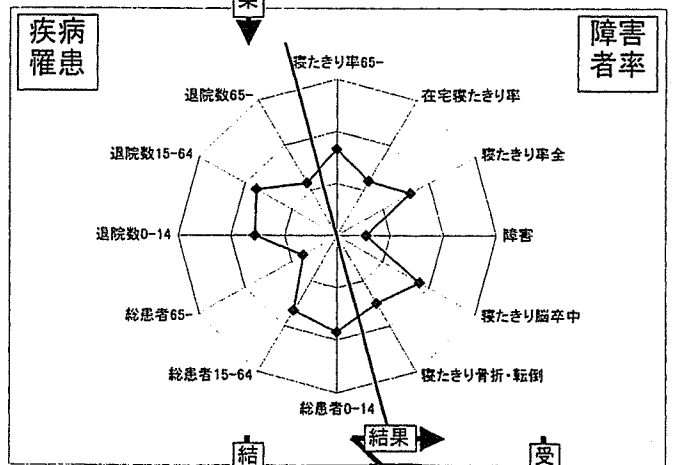 疾病
罹患
障害
者率
寝たきり率65-
在宅寝たきり率
寝たきり率全
障害
寝たきり脳卒中
寝たきり骨折・転倒
総患者0-14
総患者15-64
総患者65-
退院数0-14
退院数15-64
退院数65-
結果
結
受